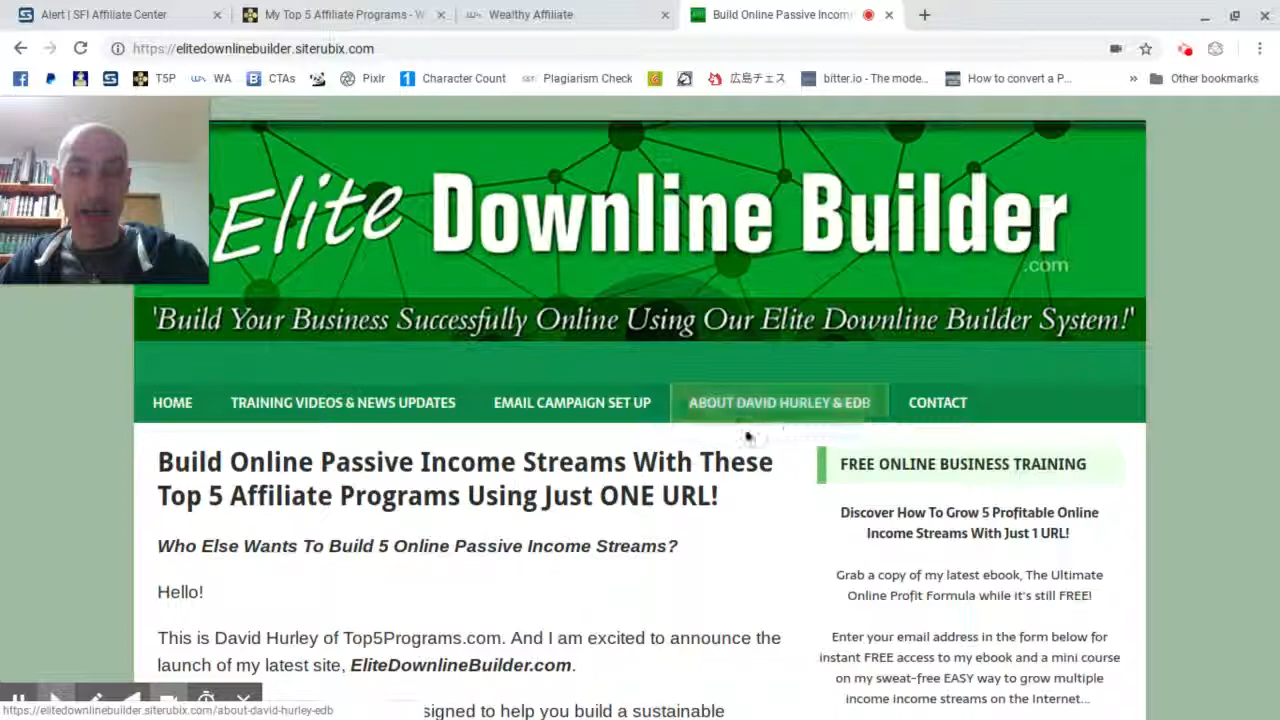 Alert | SFI Affiliate Center
My Top 5 Affiliate Programs - W
Wealthy Affiliate
Build Online Passive Incom
https://elitedownlinebuilder.siterubix.com
T5P
WA
CTAs
Pixlr
Character Count
Plagiarism Check
広島チェス
bitter.io - The mode...
How to convert a P...
»
Other bookmarks
Elite Downline Builder
.com
'Build Your Business Successfully Online Using Our Elite Downline Builder System!'
HOME
TRAINING VIDEOS & NEWS UPDATES
EMAIL CAMPAIGN SET UP
ABOUT DAVID HURLEY & EDB
CONTACT
Build Online Passive Income Streams With These
Top 5 Affiliate Programs Using Just ONE URL!
Who Else Wants To Build 5 Online Passive Income Streams?
Hello!
This is David Hurley of Top5Programs.com. And I am excited to announce the
launch of my latest site, EliteDownlineBuilder.com.
signed to help you build a sustainable
FREE ONLINE BUSINESS TRAINING
Discover How To Grow 5 Profitable Online
Income Streams With Just 1 URL!
Grab a copy of my latest ebook, The Ultimate
Online Profit Formula while it's still FREE!
Enter your email address in the form below for
instant FREE access to my ebook and a mini course
on my sweat-free EASY way to grow multiple
income income streams on the Internet...
https://elitedownlinebuilder.siterubix.com/about-david-hurley-edb